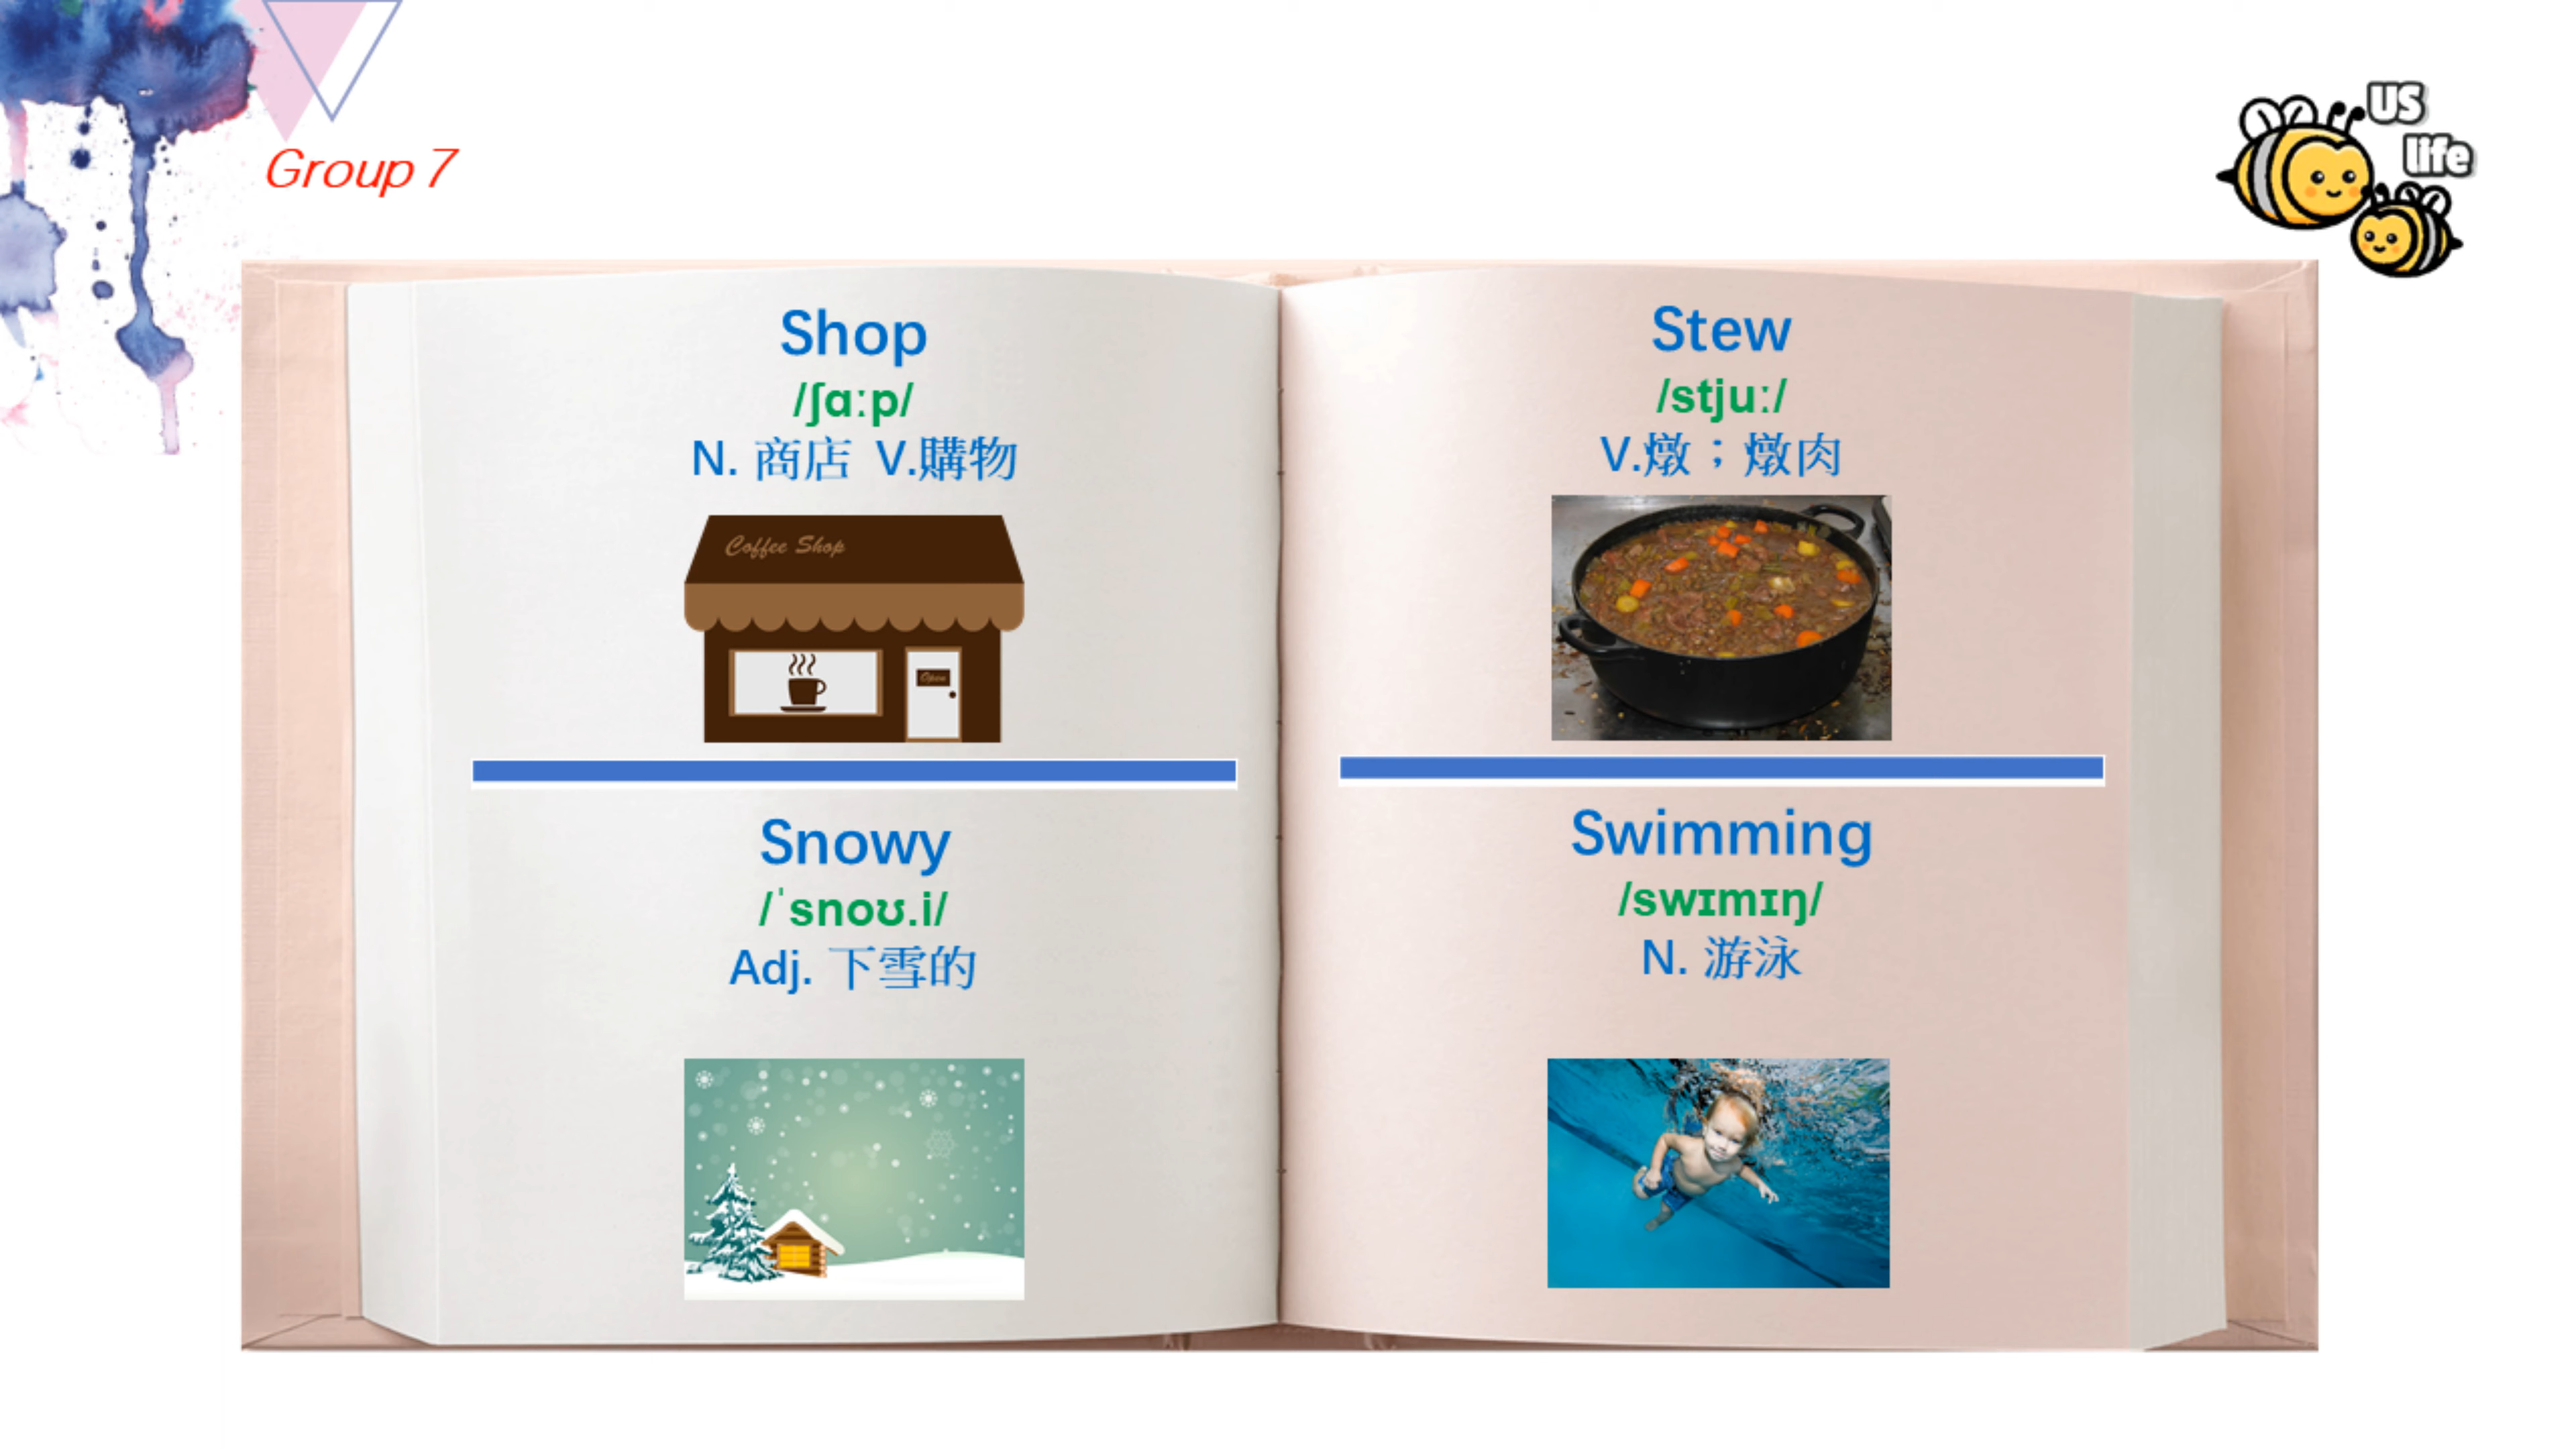 Group 7
US
life
Shop
/ʃɑːp/
N. 商店 V.購物
Coffee Shop
Open
Snowy
/ˈsnoʊ.i/
Adj. 下雪的
Stew
/stjuː/
V.燉；燉肉
Swimming
/swɪmɪŋ/
N. 游泳